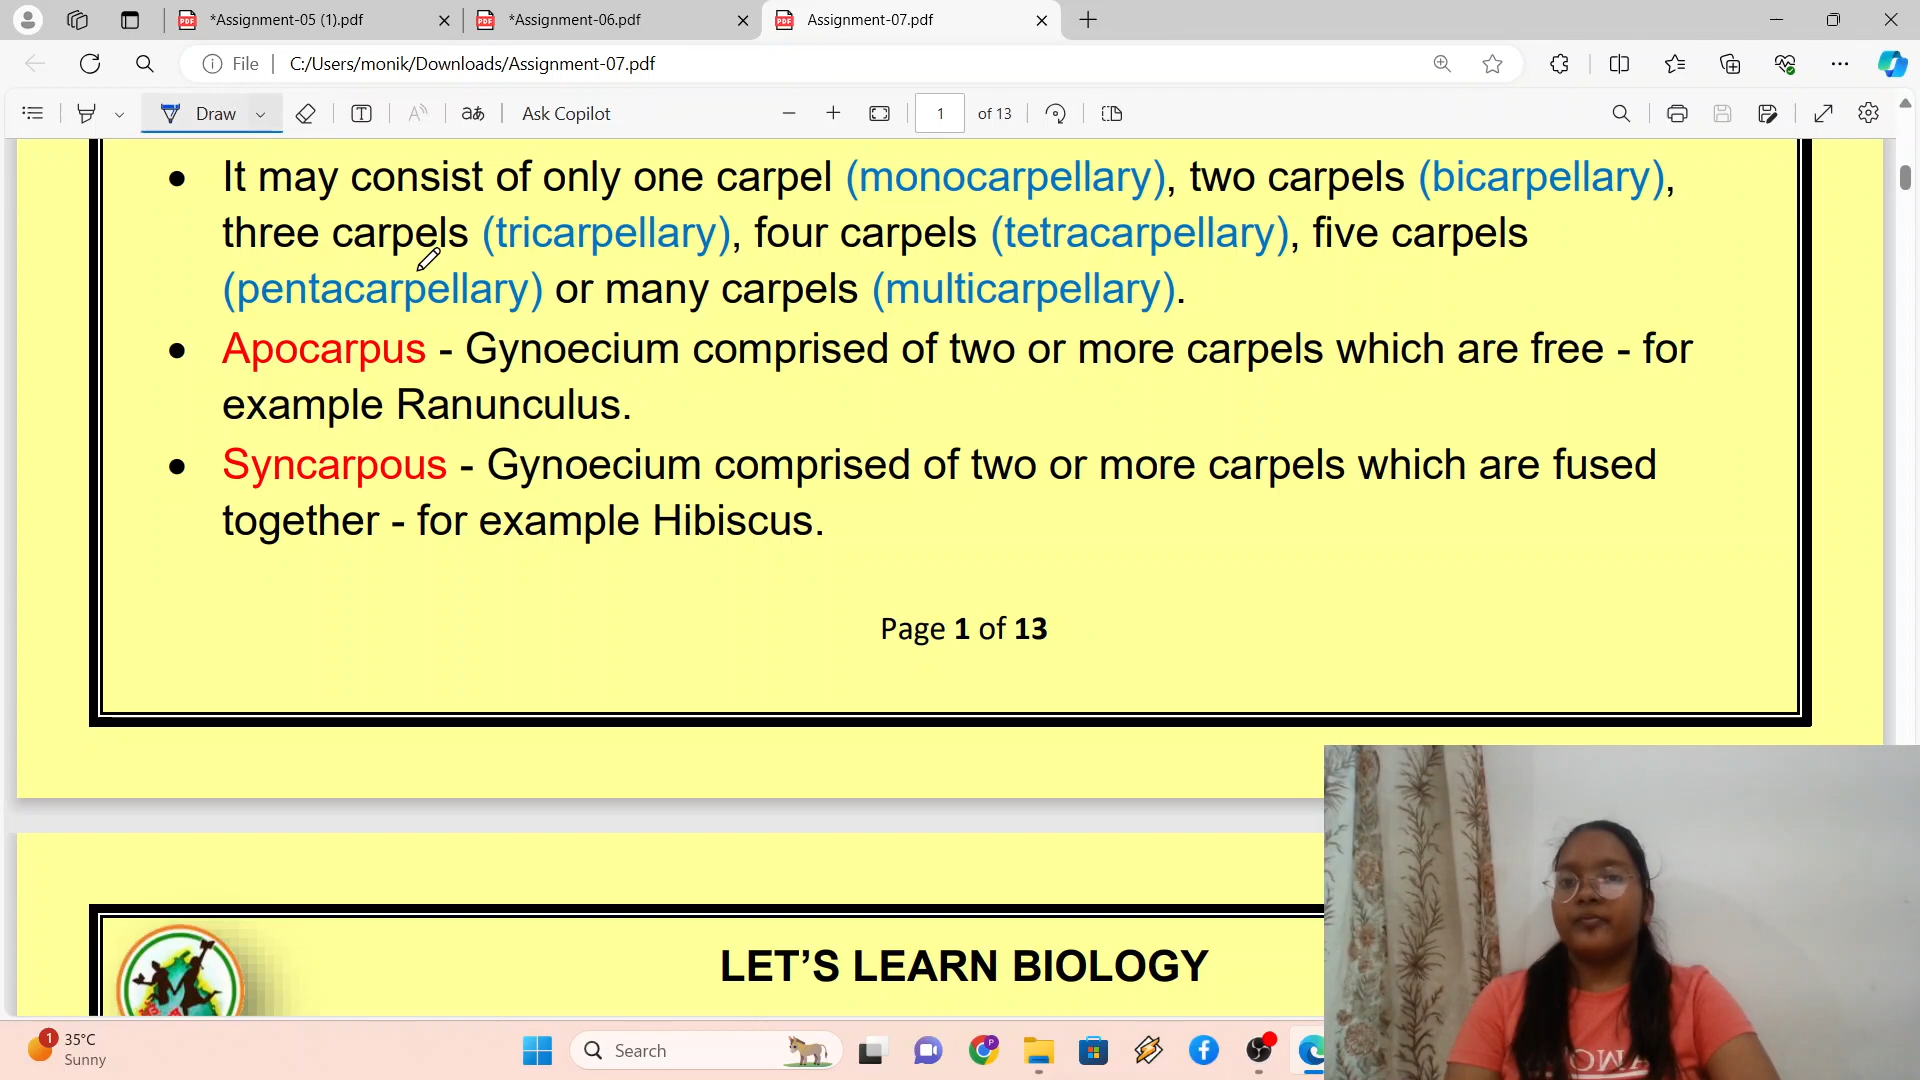 *Assignment-05 (1).pdf
*Assignment-06.pdf
Assignment-07.pdf
File
C:/Users/monik/Downloads/Assignment-07.pdf
Draw
Ask Copilot
1
of 13
• It may consist of only one carpel (monocarpellary), two carpels (bicarpellary),
three carpels (tricarpellary), four carpels (tetracarpellary), five carpels
(pentacarpellary) or many carpels (multicarpellary).
• Apocarpus - Gynoecium comprised of two or more carpels which are free - for
example Ranunculus.
• Syncarpous - Gynoecium comprised of two or more carpels which are fused
together - for example Hibiscus.
Page 1 of 13
LET'S LEARN BIOLOGY
1
35°C
Sunny
Search